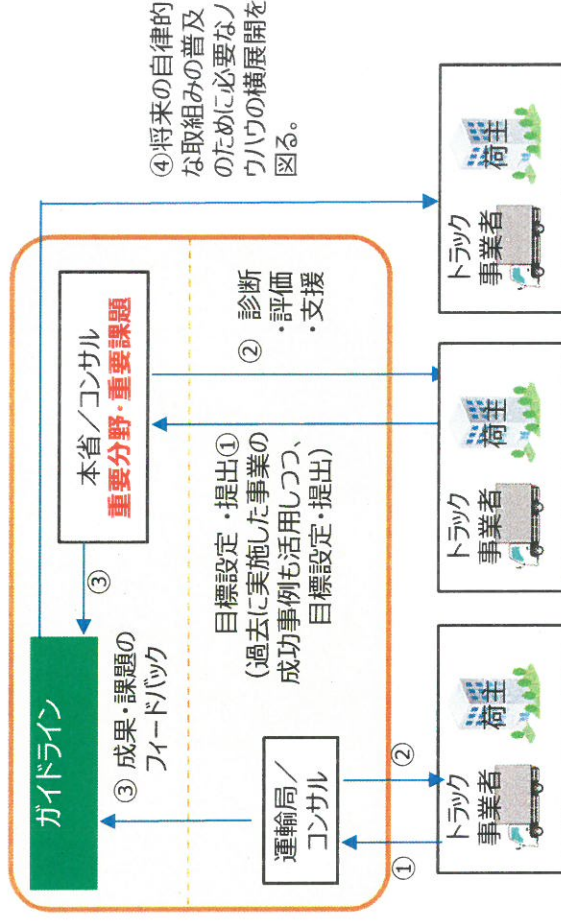 ガイドライン
③ 成果・課題の
フィードバック
③
本省／コンサル
重要分野・重要課題
④将来の自律的
な取組みの普及
のために必要なノ
ウハウの横展開を
図る。
運輸局／
コンサル
①
②
目標設定・提出①
(過去に実施した事業の
成功事例も活用しつつ、
目標設定・提出)
② 診断
・評価
・支援
トラック
事業者
荷主
トラック
事業者
荷主
トラック
事業者
荷主